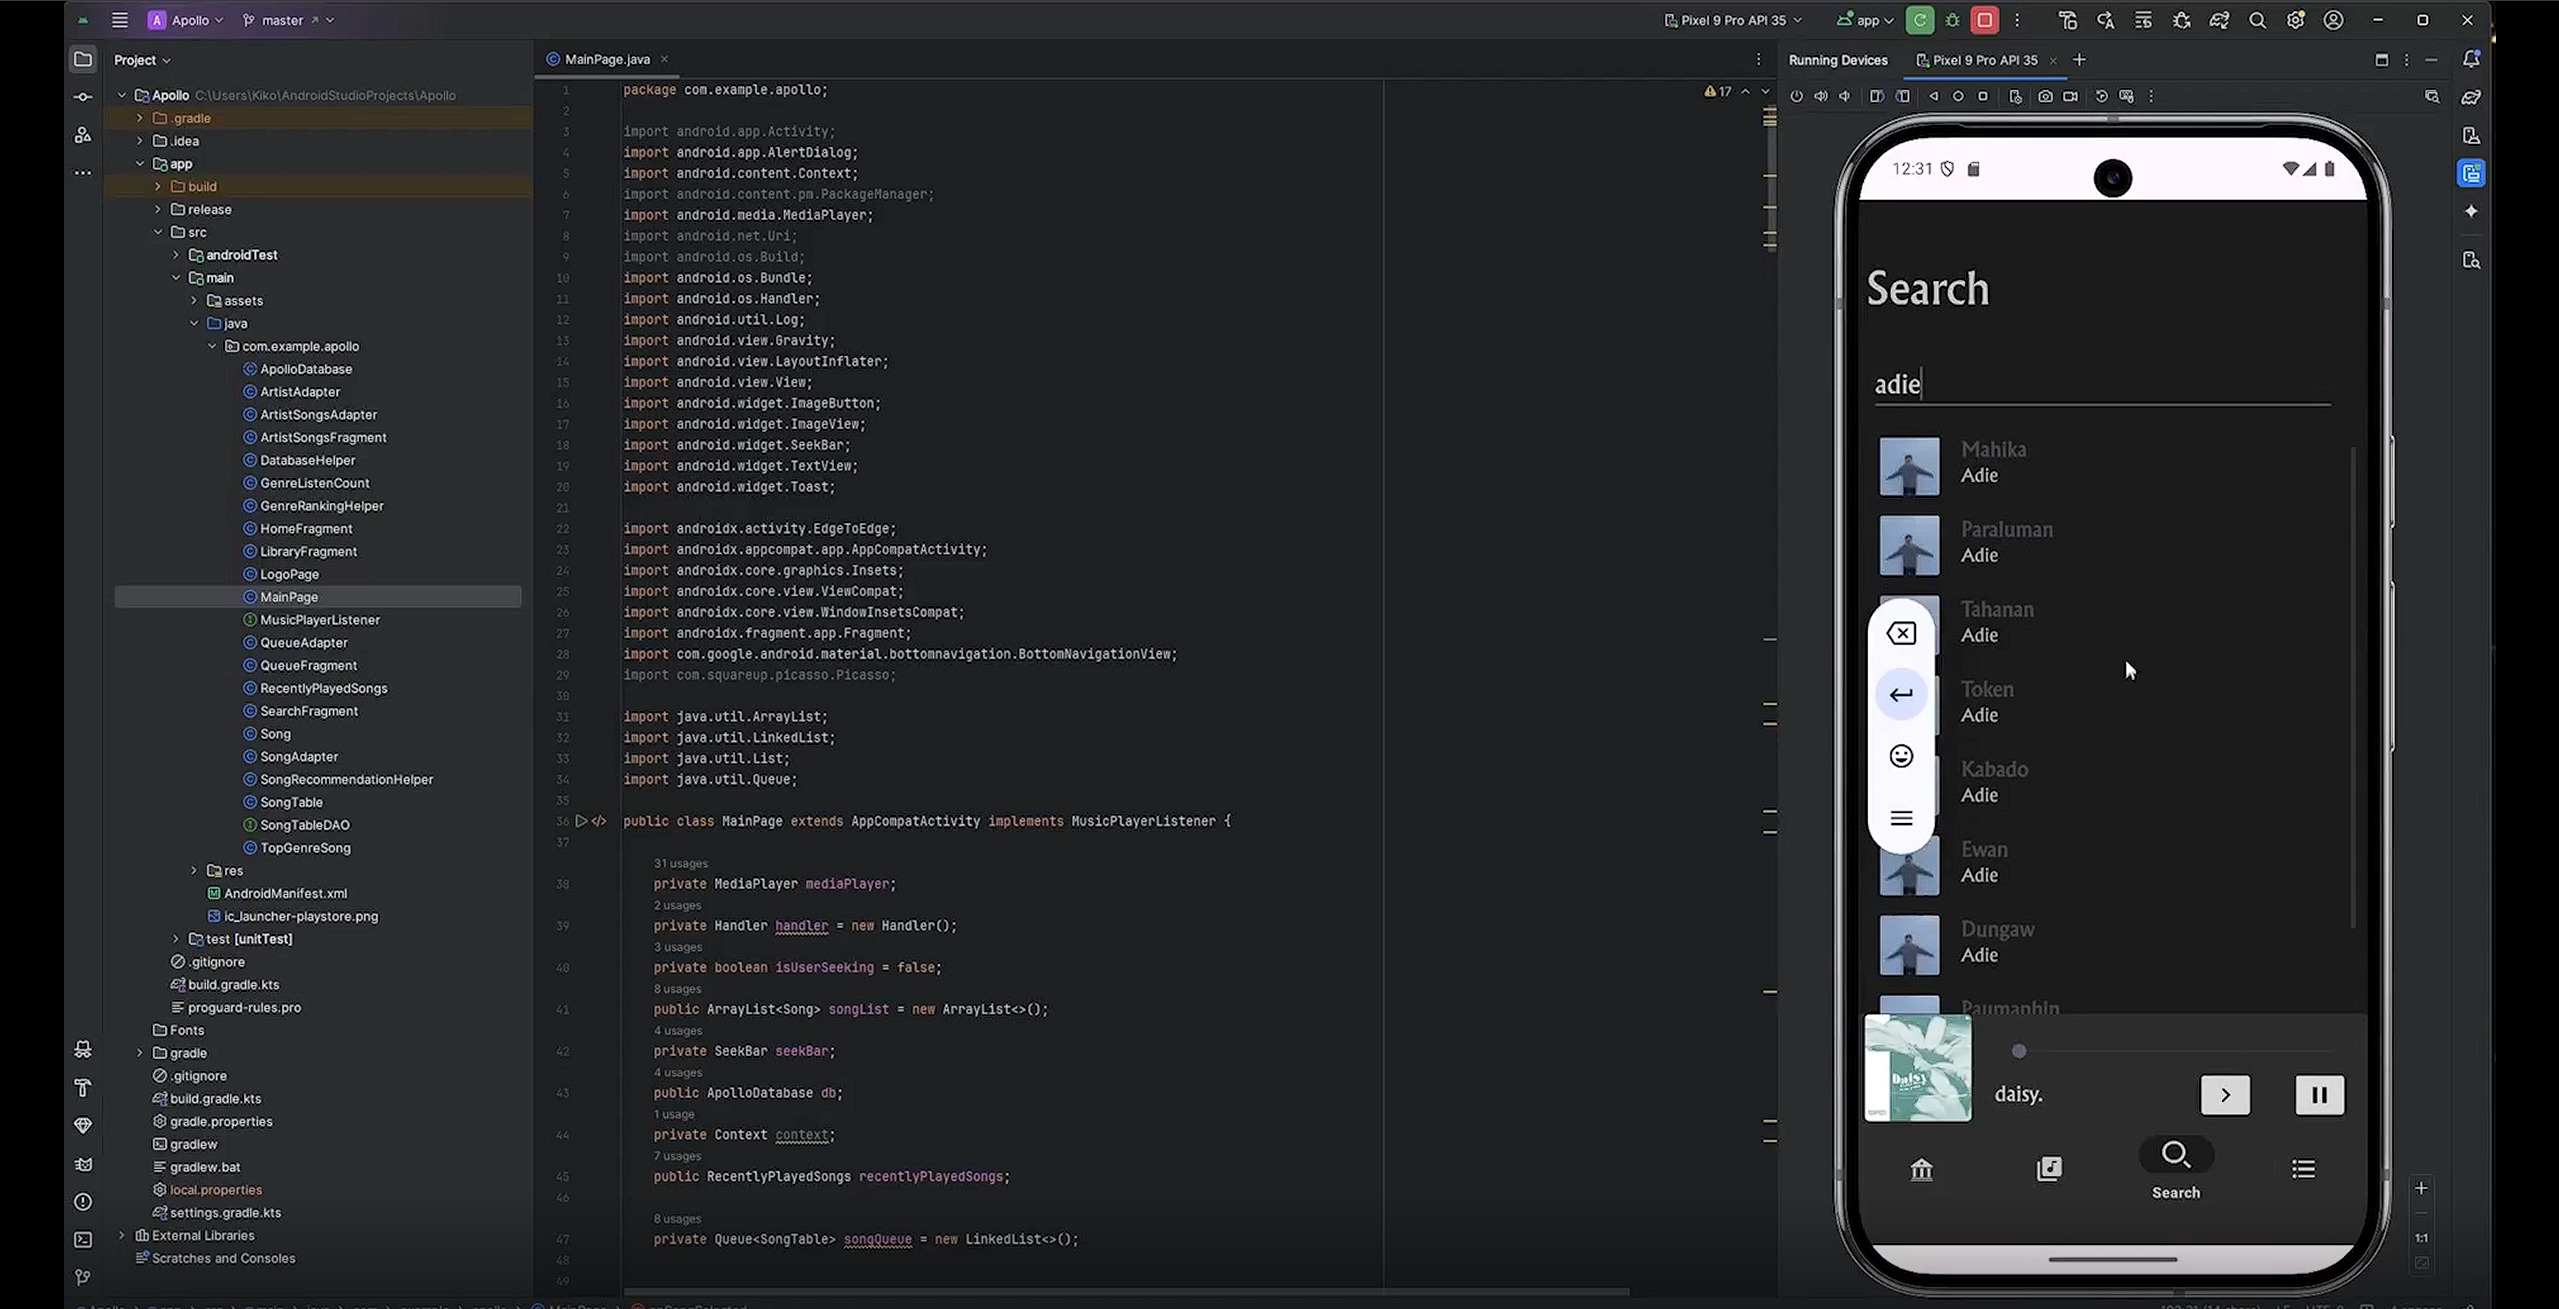 Apollo
master
Pixel 9 Pro API 35
app
Project
MainPage.java
Running Devices
Pixel 9 Pro API 35
Apollo C:\Users\Kiko\AndroidStudioProjects\Apollo
.gradle
.idea
app
build
release
src
androidTest
main
assets
java
com.example.apollo
ApolloDatabase
ArtistAdapter
ArtistSongsAdapter
ArtistSongsFragment
DatabaseHelper
GenreListenCount
GenreRankingHelper
HomeFragment
LibraryFragment
LogoPage
MainPage
MusicPlayerListener
QueueAdapter
QueueFragment
RecentlyPlayedSongs
SearchFragment
Song
SongAdapter
SongRecommendationHelper
SongTable
SongTableDAO
TopGenreSong
res
AndroidManifest.xml
ic_launcher-playstore.png
test [unitTest]
.gitignore
build.gradle.kts
proguard-rules.pro
Fonts
gradle
.gitignore
build.gradle.kts
gradle.properties
gradlew
gradlew.bat
local.properties
settings.gradle.kts
External Libraries
Scratches and Consoles
17
1 package com.example.apollo;
2
3 import android.app.Activity;
4 import android.app.AlertDialog;
5 import android.content.Context;
6 import android.content.pm.PackageManager;
7 import android.media.MediaPlayer;
8 import android.net.Uri;
9 import android.os.Build;
10 import android.os.Bundle;
11 import android.os.Handler;
12 import android.util.Log;
13 import android.view.Gravity;
14 import android.view.LayoutInflater;
15 import android.view.View;
16 import android.widget.ImageButton;
17 import android.widget.ImageView;
18 import android.widget.SeekBar;
19 import android.widget.TextView;
20 import android.widget.Toast;
21
22 import androidx.activity.EdgeToEdge;
23 import androidx.appcompat.app.AppCompatActivity;
24 import androidx.core.graphics.Insets;
25 import androidx.core.view.ViewCompat;
26 import androidx.core.view.WindowInsetsCompat;
27 import androidx.fragment.app.Fragment;
28 import com.google.android.material.bottomnavigation.BottomNavigationView;
29 import com.squareup.picasso.Picasso;
30
31 import java.util.ArrayList;
32 import java.util.LinkedList;
33 import java.util.List;
34 import java.util.Queue;
35
36 public class MainPage extends AppCompatActivity implements MusicPlayerListener {
37
31 usages
38 private MediaPlayer mediaPlayer;
2 usages
39 private Handler handler = new Handler();
3 usages
40 private boolean isUserSeeking = false;
8 usages
41 public ArrayList<Song> songList = new ArrayList<>();
4 usages
42 private SeekBar seekBar;
4 usages
43 public ApolloDatabase db;
1 usage
44 private Context context;
7 usages
45 public RecentlyPlayedSongs recentlyPlayedSongs;
46
8 usages
47 private Queue<SongTable> songQueue = new LinkedList<>();
48
49
12:31
Search
adie
Mahika
Adie
Paraluman
Adie
Tahanan
Adie
Token
Adie
Kabado
Adie
Ewan
Adie
Dungaw
Adie
Paumanhin
Daisy
daisy.
Search
1:1